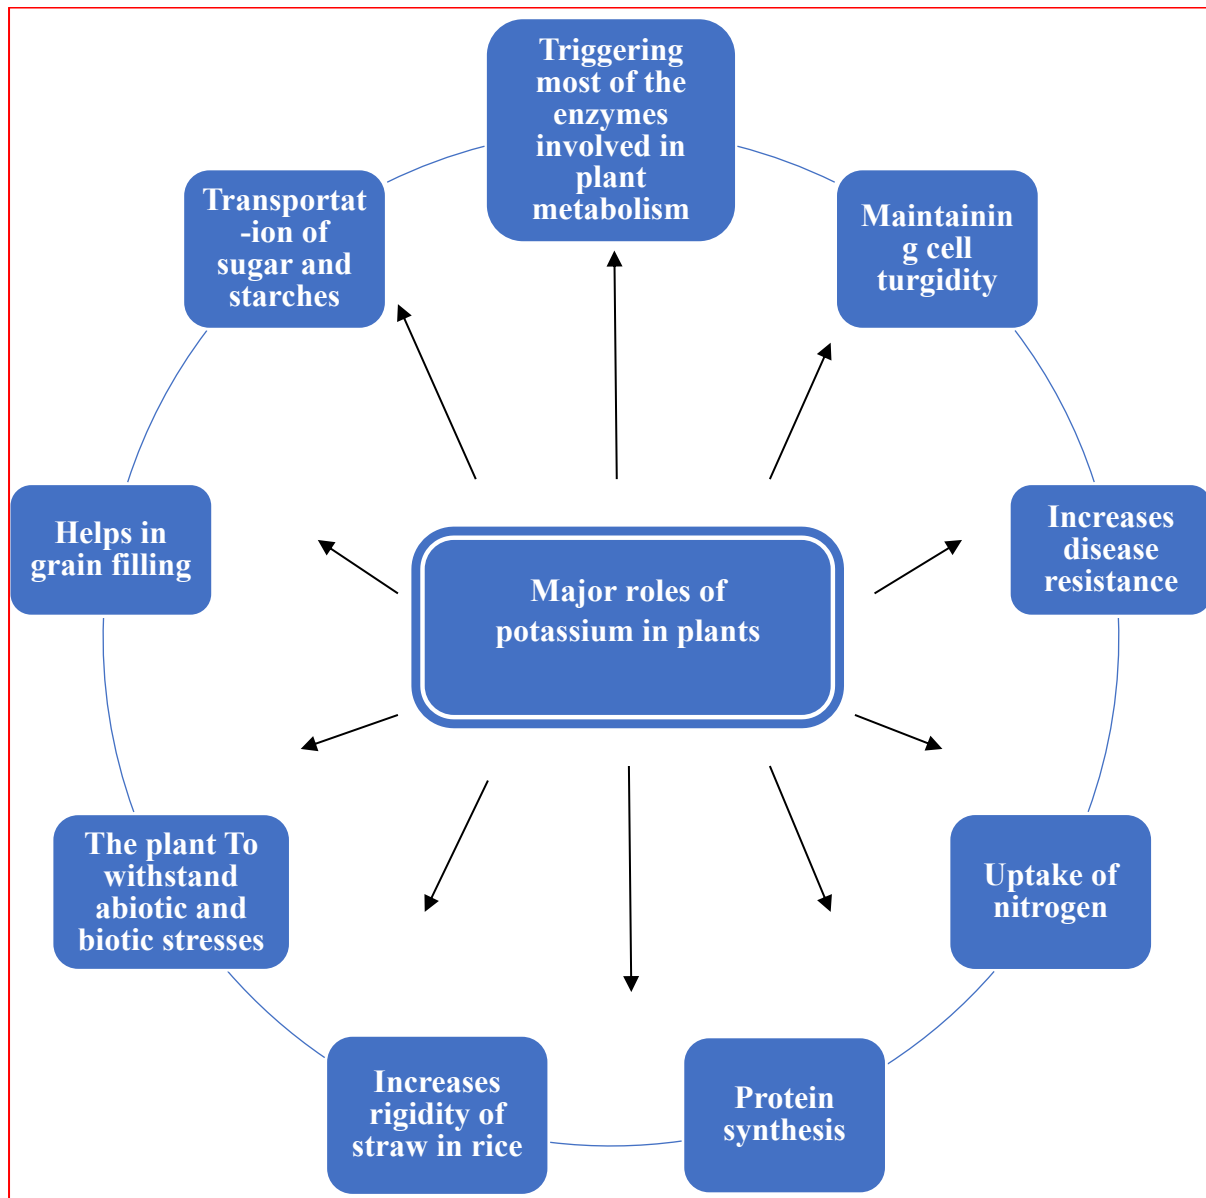 Triggering
most of the
enzymes
involved in
plant
metabolism
Transportat
-ion of
sugar and
starches
Maintainin
g cell
turgidity
Helps in
grain filling
Increases
disease
resistance
Major roles of
potassium in plants
The plant To
withstand
abiotic and
biotic stresses
Uptake of
nitrogen
Increases
rigidity of
straw in rice
Protein
synthesis